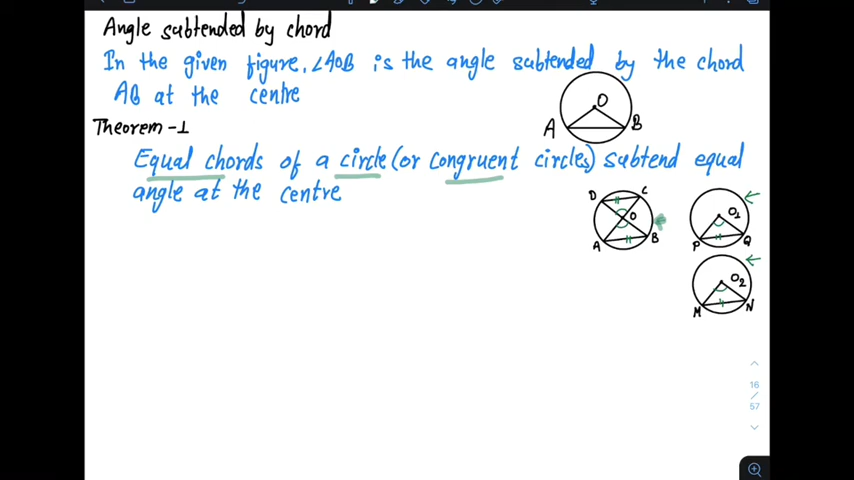 Angle subtended by chord
In the given figure, ∠AOB is the angle subtended by the chord
AB at the centre
O
A B
Theorem -1
Equal chords of a circle (or congruent circles) subtend equal
angle at the centre
D C
O
A B
O1
P Q
O2
M N
16
/
57